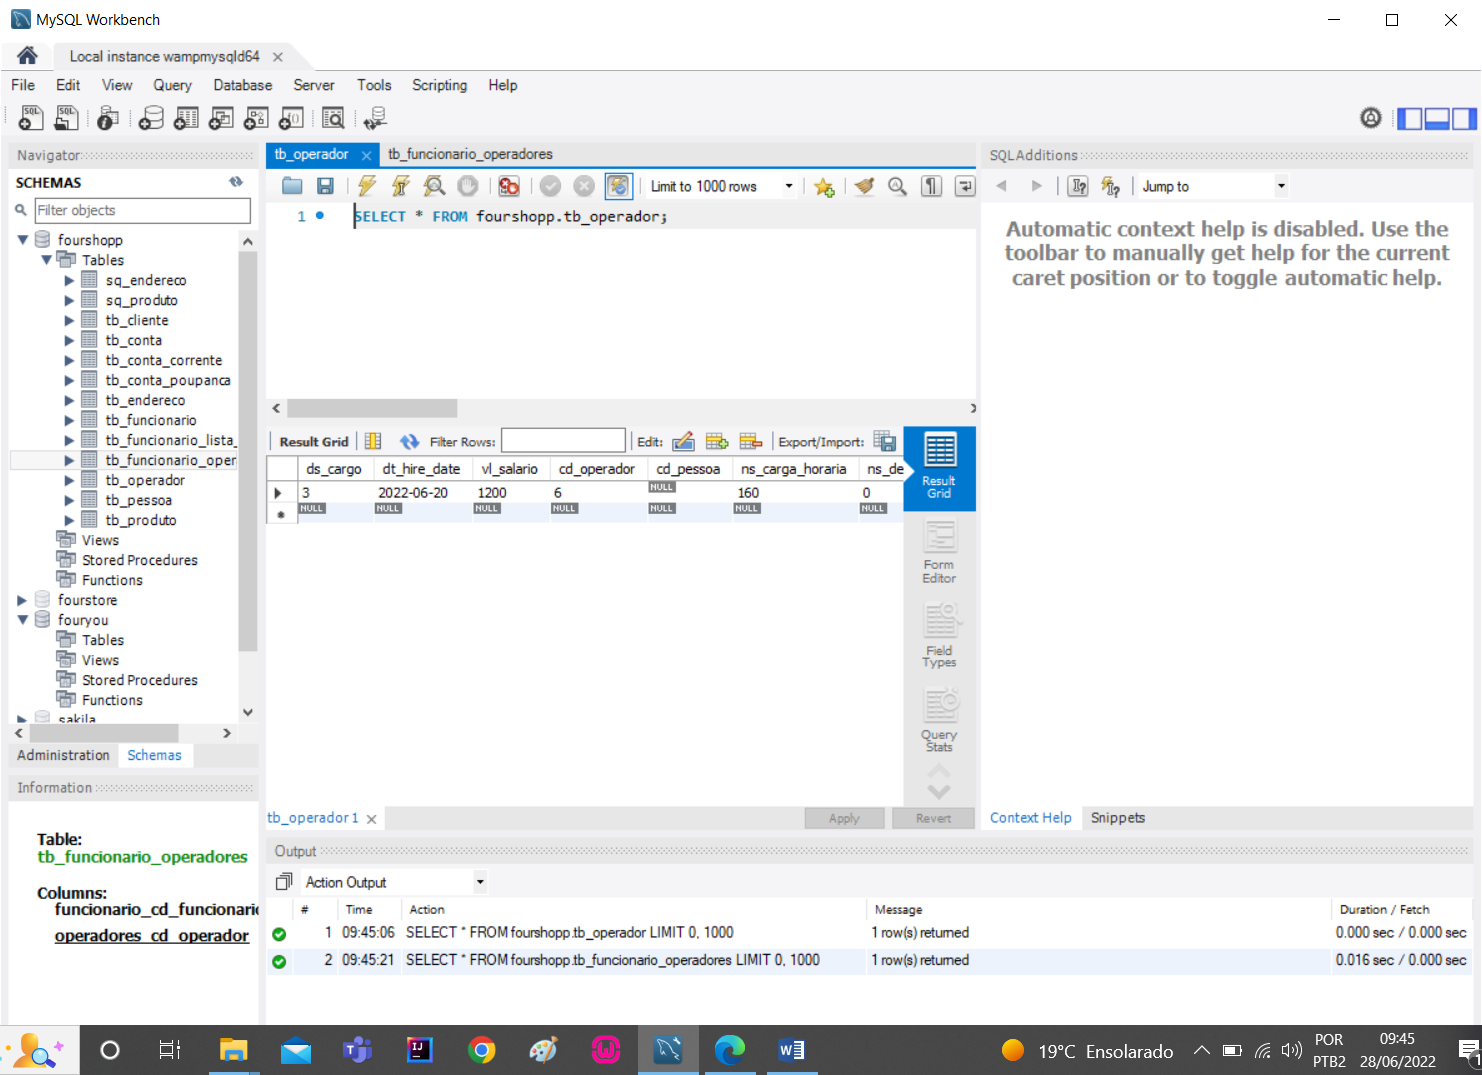 MySQL Workbench
Local instance wampmysqld64
File Edit View Query Database Server Tools Scripting Help
Navigator
SCHEMAS
Filter objects
fourshopp
Tables
sq_endereco
sq_produto
tb_cliente
tb_conta
tb_conta_corrente
tb_conta_poupanca
tb_endereco
tb_funcionario
tb_funcionario_lista_
tb_funcionario_oper
tb_operador
tb_pessoa
tb_produto
Views
Stored Procedures
Functions
fourstore
fouryou
Tables
Views
Stored Procedures
Functions
sakila
Administration Schemas
Information
Table:
tb_funcionario_operadores
Columns:
funcionario_cd_funcionari
operadores_cd_operador
tb_operador tb_funcionario_operadores
Limit to 1000 rows
1 SELECT * FROM fourshopp.tb_operador;
Result Grid Filter Rows: Edit: Export/Import:
ds_cargo dt_hire_date vl_salario cd_operador cd_pessoa ns_carga_horaria ns_de
3 2022-06-20 1200 6 NULL 160 0
NULL NULL NULL NULL NULL NULL NULL
Result
Grid
Form
Editor
Field
Types
Query
Stats
tb_operador 1 Apply Revert
SQLAdditions
Jump to
Automatic context help is disabled. Use the
toolbar to manually get help for the current
caret position or to toggle automatic help.
Context Help Snippets
Output
Action Output
# Time Action Message Duration / Fetch
1 09:45:06 SELECT * FROM fourshopp.tb_operador LIMIT 0, 1000 1 row(s) returned 0.000 sec / 0.000 sec
2 09:45:21 SELECT * FROM fourshopp.tb_funcionario_operadores LIMIT 0, 1000 1 row(s) returned 0.016 sec / 0.000 sec
19°C Ensolarado
POR
PTB2
09:45
28/06/2022